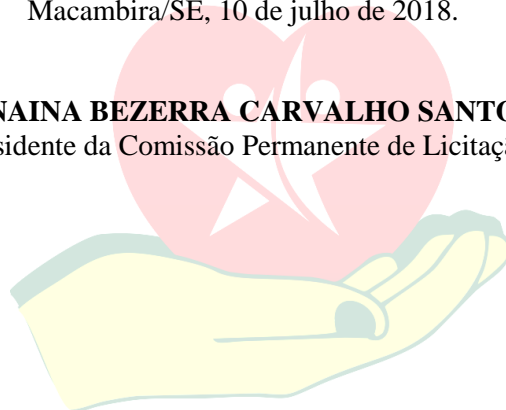 Macambira/SE, 10 de julho de 2018.
NAINA BEZERRA CARVALHO SANTO
sidente da Comissão Permanente de Licitaç